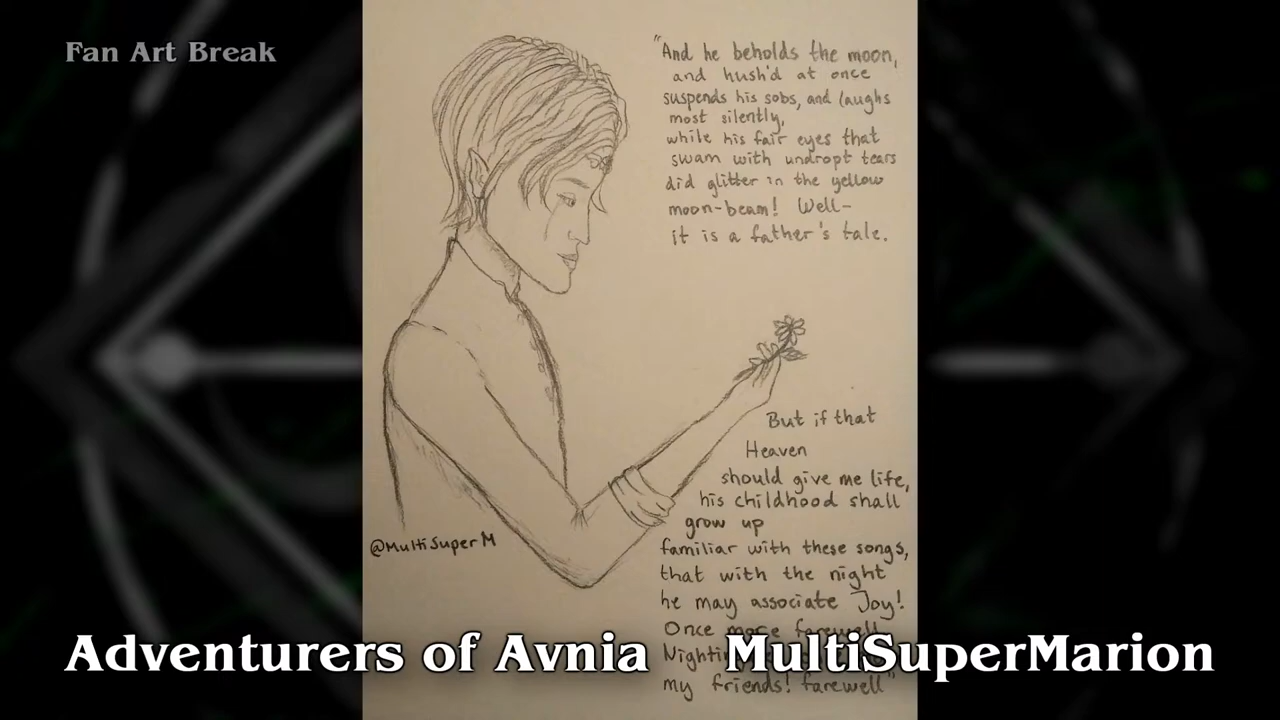 Fan Art Break
"And he beholds the moon,
and hush'd at once
suspends his sobs, and laughs
most silently,
while his fair eyes that
swam with undropt tears
did glitter in the yellow
moon-beam! Well-
it is a father's tale.
But if that
Heaven
should give me life,
his childhood shall
grow up
familiar with these songs,
that with the night
he may associate Joy!
Once more farewell
my friends! farewell"
@MultiSuperM
Adventurers of Avnia
MultiSuperMarion